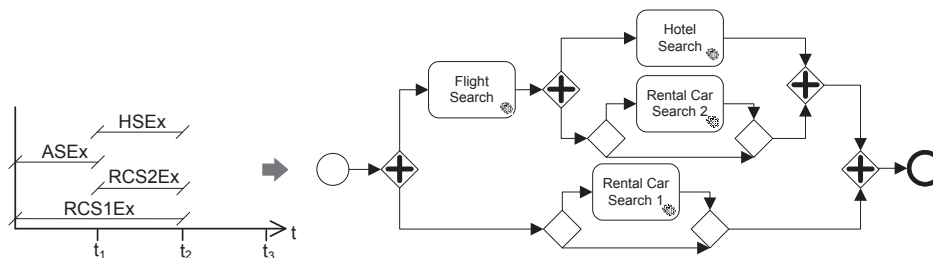 HSEx
ASEx
RCS2Ex
RCS1Ex
t
t1
t2
t3
Flight
Search
Hotel
Search
Rental Car
Search 2
Rental Car
Search 1